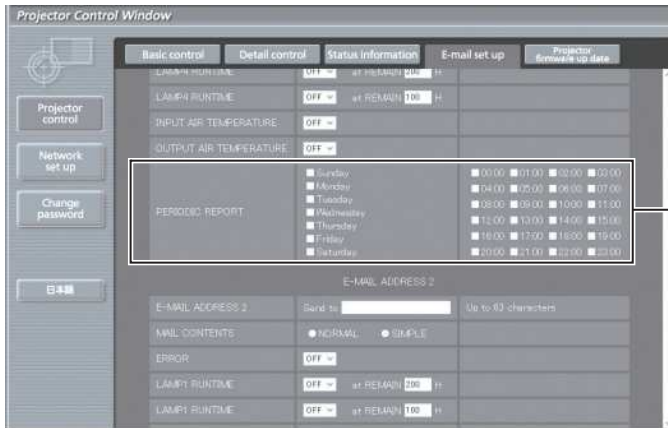 Projector Control Window
Basic control Detail control Status information E-mail set up Projector firmware up date
LAMP4 RUNTIME OFF at REMAIN 200 H
LAMP4 RUNTIME OFF at REMAIN 100 H
Projector control
INPUT AIR TEMPERATURE OFF
OUTPUT AIR TEMPERATURE OFF
Network set up
Change password
PERIODIC REPORT
Sunday
Monday
Tuesday
Wednesday
Thursday
Friday
Saturday
00:00 01:00 02:00 03:00
04:00 05:00 06:00 07:00
08:00 09:00 10:00 11:00
12:00 13:00 14:00 15:00
16:00 17:00 18:00 19:00
20:00 21:00 22:00 23:00
日本語
E-MAIL ADDRESS 2
E-MAIL ADDRESS 2 Send to Up to 63 characters
MAIL CONTENTS NORMAL SIMPLE
ERROR OFF
LAMP1 RUNTIME OFF at REMAIN 200 H
LAMP1 RUNTIME OFF at REMAIN 100 H